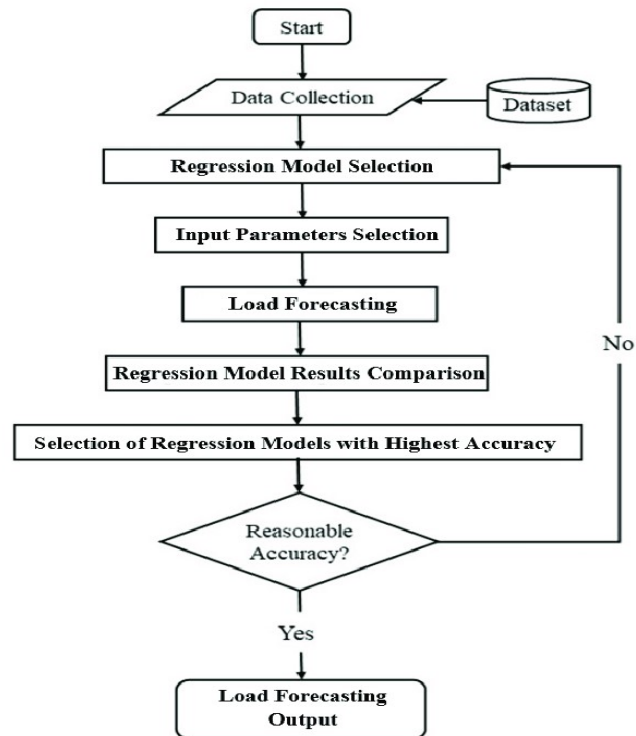 Start
Data Collection
Dataset
Regression Model Selection
Input Parameters Selection
Load Forecasting
No
Regression Model Results Comparison
Selection of Regression Models with Highest Accuracy
Reasonable
Accuracy?
Yes
Load Forecasting
Output